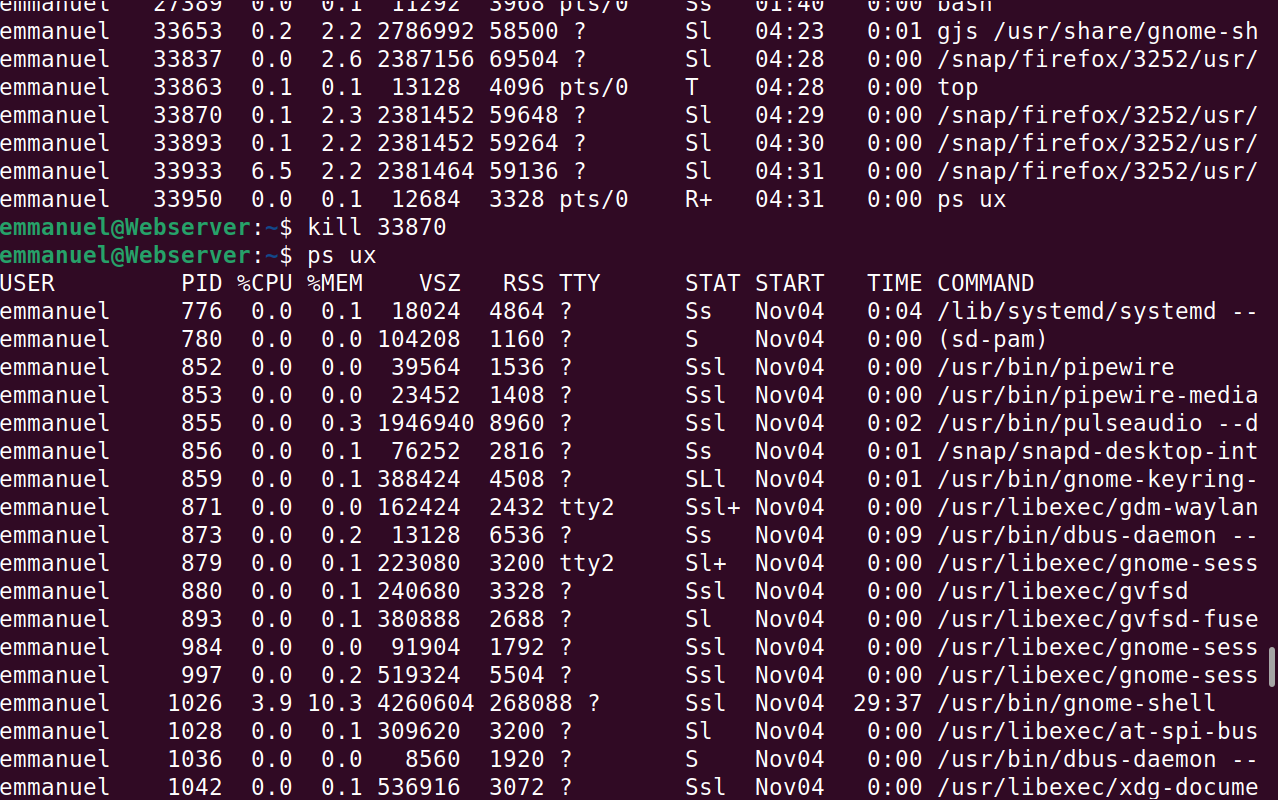 emmanuel 27389 0.0 0.1 11292 3968 pts/0 Ss 01:40 0:00 bash
emmanuel 33653 0.2 2.2 2786992 58500 ? Sl 04:23 0:01 gjs /usr/share/gnome-sh
emmanuel 33837 0.0 2.6 2387156 69504 ? Sl 04:28 0:00 /snap/firefox/3252/usr/
emmanuel 33863 0.1 0.1 13128 4096 pts/0 T 04:28 0:00 top
emmanuel 33870 0.1 2.3 2381452 59648 ? Sl 04:29 0:00 /snap/firefox/3252/usr/
emmanuel 33893 0.1 2.2 2381452 59264 ? Sl 04:30 0:00 /snap/firefox/3252/usr/
emmanuel 33933 6.5 2.2 2381464 59136 ? Sl 04:31 0:00 /snap/firefox/3252/usr/
emmanuel 33950 0.0 0.1 12684 3328 pts/0 R+ 04:31 0:00 ps ux
emmanuel@Webserver:~$ kill 33870
emmanuel@Webserver:~$ ps ux
USER PID %CPU %MEM VSZ RSS TTY STAT START TIME COMMAND
emmanuel 776 0.0 0.1 18024 4864 ? Ss Nov04 0:04 /lib/systemd/systemd --
emmanuel 780 0.0 0.0 104208 1160 ? S Nov04 0:00 (sd-pam)
emmanuel 852 0.0 0.0 39564 1536 ? Ssl Nov04 0:00 /usr/bin/pipewire
emmanuel 853 0.0 0.0 23452 1408 ? Ssl Nov04 0:00 /usr/bin/pipewire-media
emmanuel 855 0.0 0.3 1946940 8960 ? Ssl Nov04 0:02 /usr/bin/pulseaudio --d
emmanuel 856 0.0 0.1 76252 2816 ? Ss Nov04 0:01 /snap/snapd-desktop-int
emmanuel 859 0.0 0.1 388424 4508 ? SLl Nov04 0:01 /usr/bin/gnome-keyring-
emmanuel 871 0.0 0.0 162424 2432 tty2 Ssl+ Nov04 0:00 /usr/libexec/gdm-waylan
emmanuel 873 0.0 0.2 13128 6536 ? Ss Nov04 0:09 /usr/bin/dbus-daemon --
emmanuel 879 0.0 0.1 223080 3200 tty2 Sl+ Nov04 0:00 /usr/libexec/gnome-sess
emmanuel 880 0.0 0.1 240680 3328 ? Sl Nov04 0:00 /usr/libexec/gvfsd
emmanuel 893 0.0 0.1 380888 2688 ? Sl Nov04 0:00 /usr/libexec/gvfsd-fuse
emmanuel 984 0.0 0.0 91904 1792 ? Ssl Nov04 0:00 /usr/libexec/gnome-sess
emmanuel 997 0.0 0.2 519324 5504 ? Ssl Nov04 0:00 /usr/libexec/gnome-sess
emmanuel 1026 3.9 10.3 4260604 268088 ? Ssl Nov04 29:37 /usr/bin/gnome-shell
emmanuel 1028 0.0 0.1 309620 3200 ? Sl Nov04 0:00 /usr/libexec/at-spi-bus
emmanuel 1036 0.0 0.0 8560 1920 ? S Nov04 0:00 /usr/bin/dbus-daemon --
emmanuel 1042 0.0 0.1 536916 3072 ? Ssl Nov04 0:00 /usr/libexec/xdg-docume